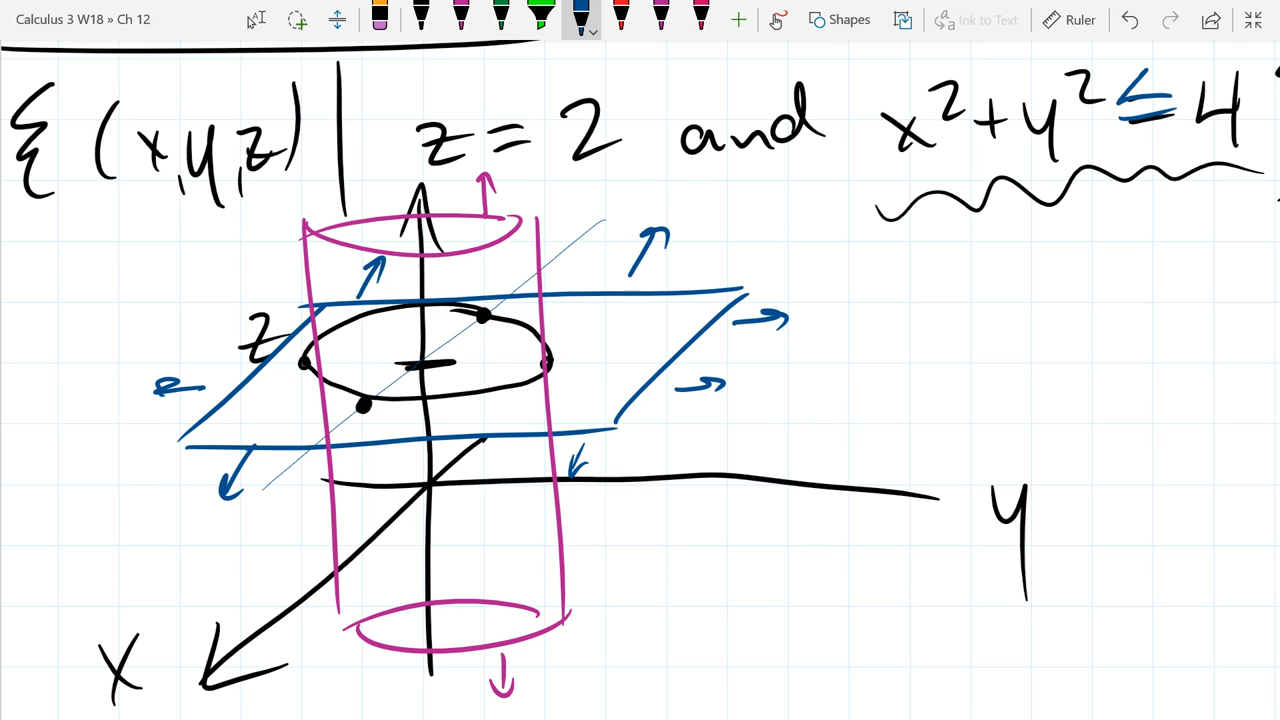 Calculus 3 W18 » Ch 12
Shapes
Ink to Text
Ruler
{ (x,y,z) | z = 2 and x² + y² ≤ 4
z
y
x